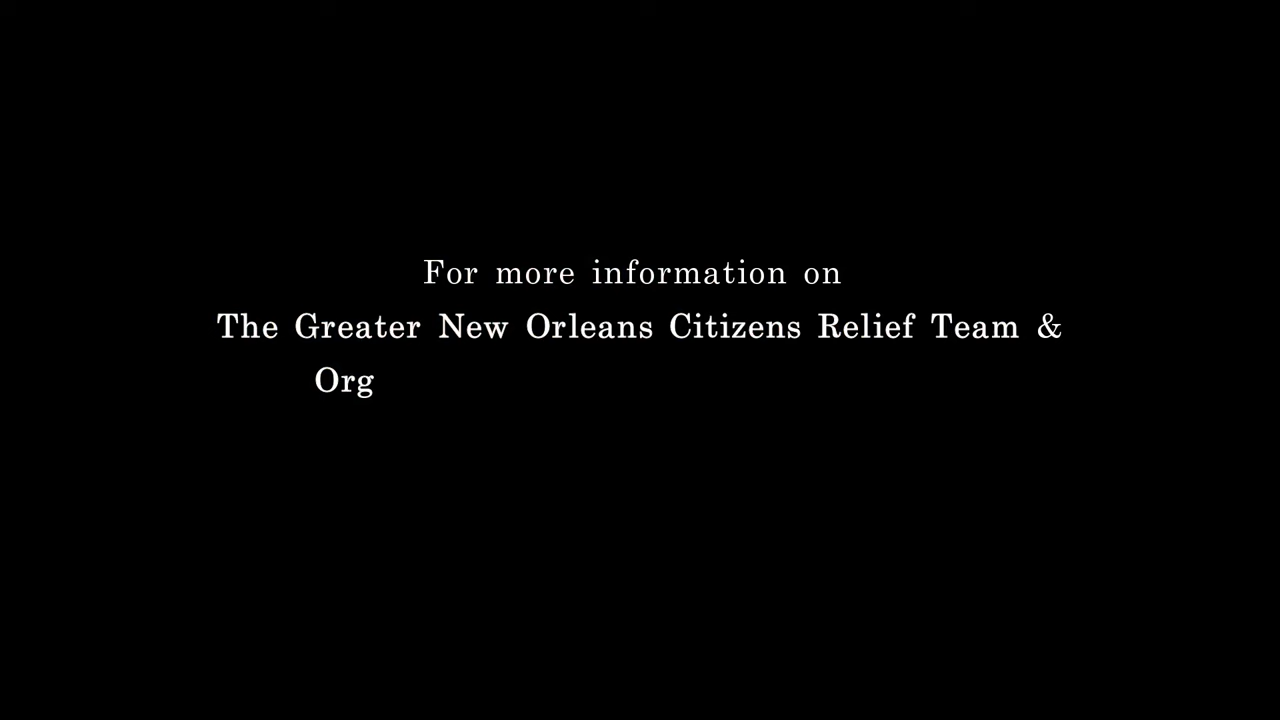 For more information on
The Greater New Orleans Citizens Relief Team &
Org